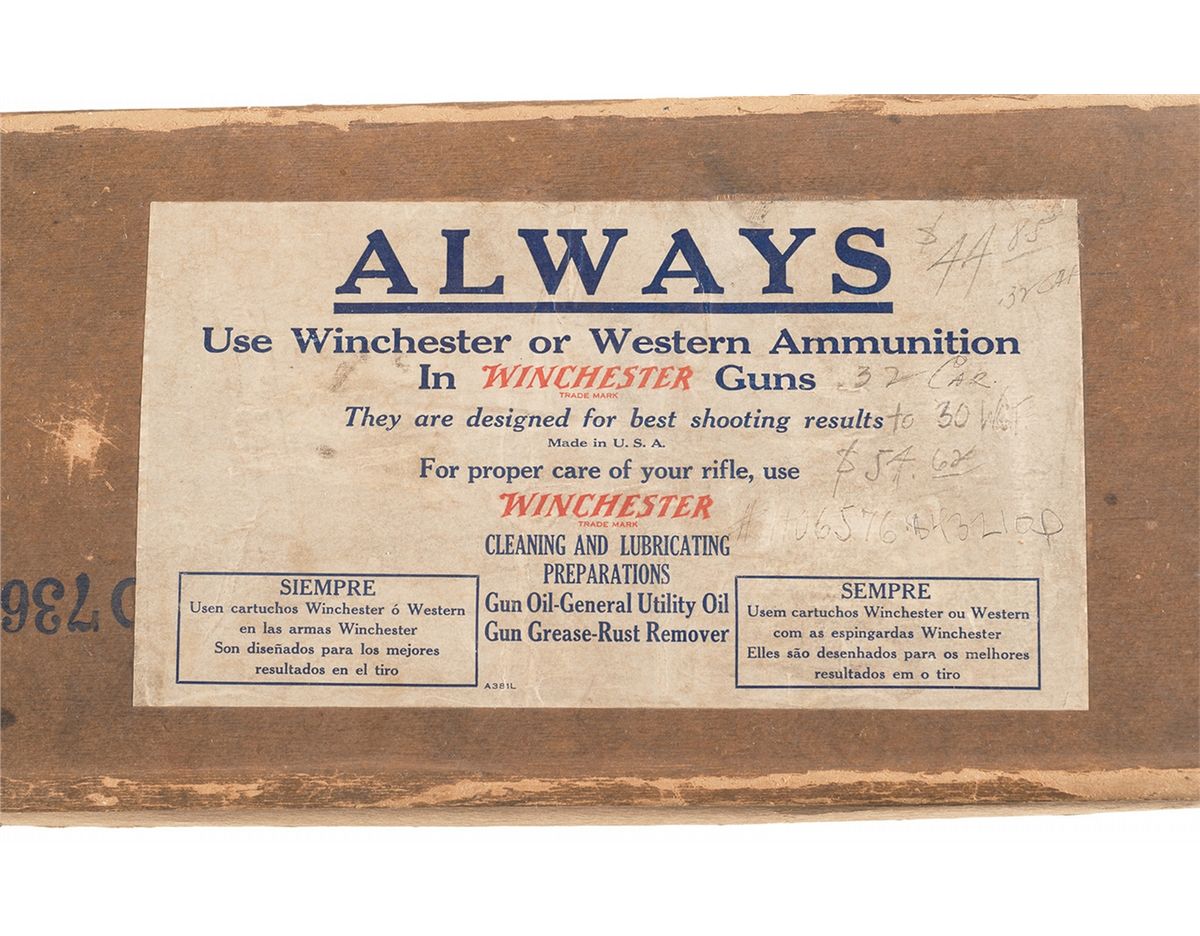 ALWAYS
$44.85
32 CAR
Use Winchester or Western Ammunition
In WINCHESTER Guns
TRADE MARK
32 CAR.
They are designed for best shooting results
to 30 WCF
Made in U. S. A.
For proper care of your rifle, use
$54.62
WINCHESTER
TRADE MARK
CLEANING AND LUBRICATING
PREPARATIONS
Gun Oil-General Utility Oil
Gun Grease-Rust Remover
SIEMPRE
Usen cartuchos Winchester ó Western
en las armas Winchester
Son diseñados para los mejores
resultados en el tiro
A381L
SEMPRE
Usem cartuchos Winchester ou Western
com as espingardas Winchester
Elles são desenhados para os melhores
resultados em o tiro